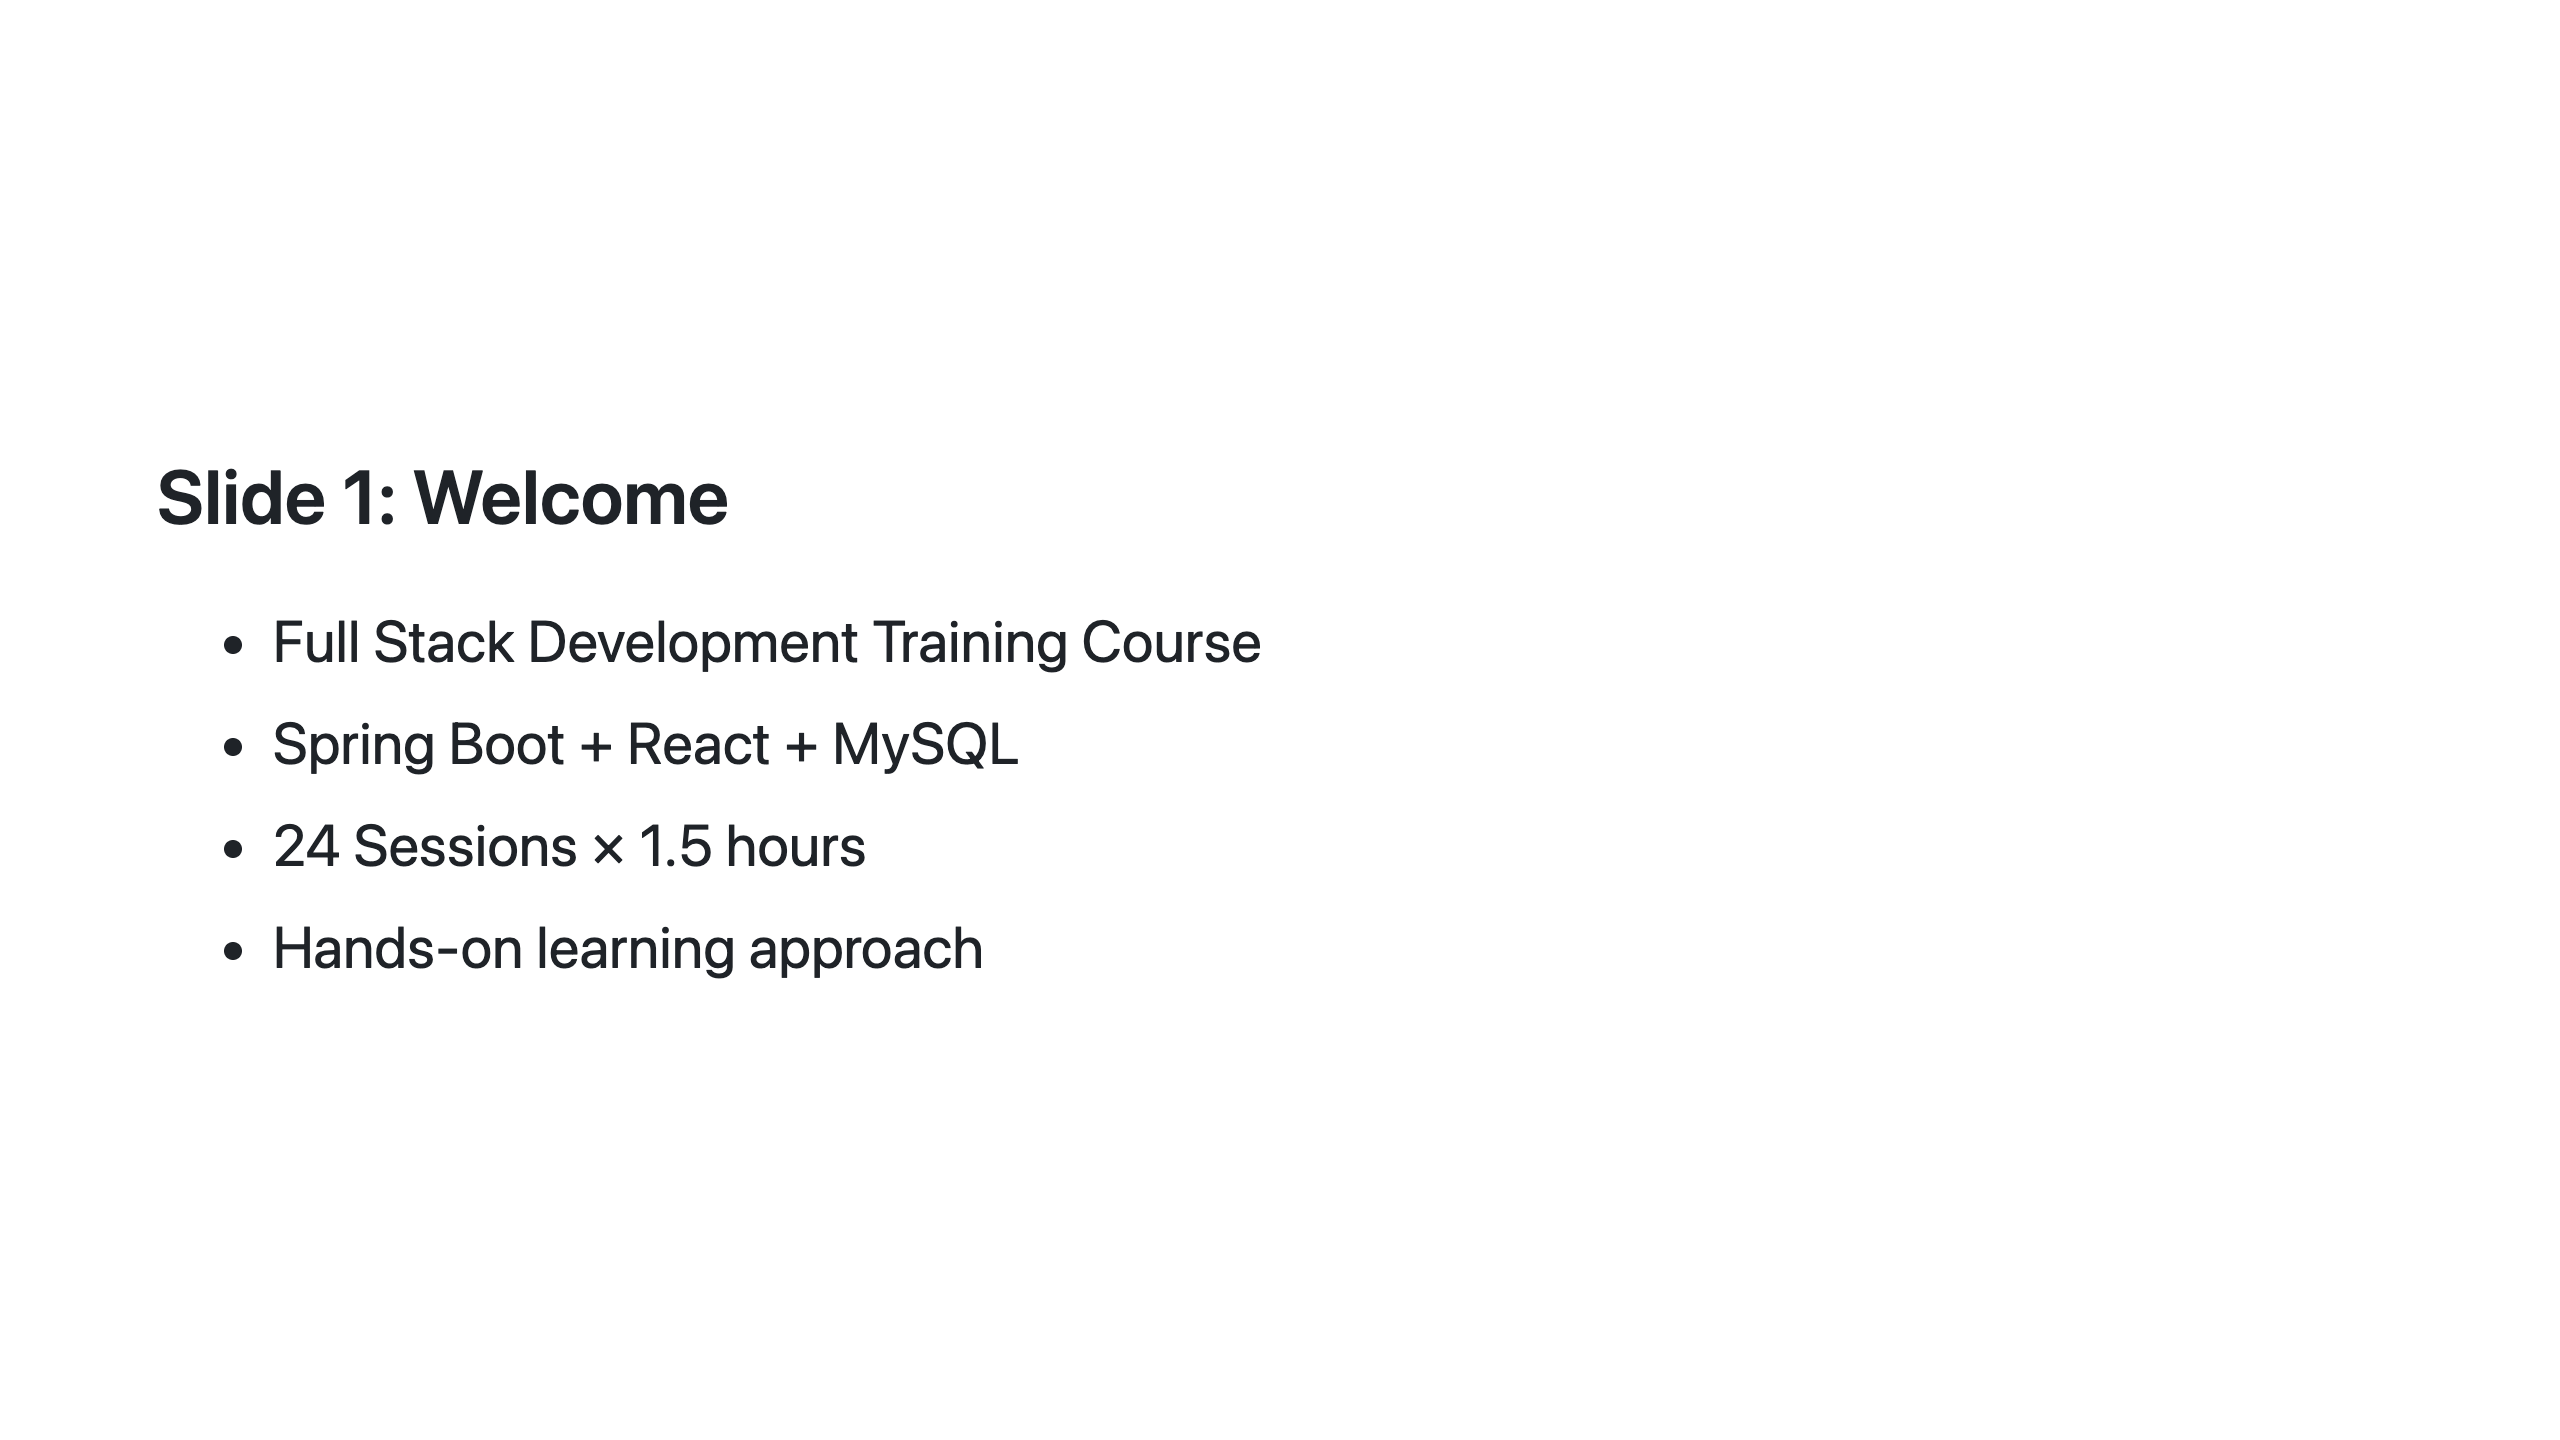 Slide 1: Welcome
• Full Stack Development Training Course
• Spring Boot + React + MySQL
• 24 Sessions × 1.5 hours
• Hands-on learning approach